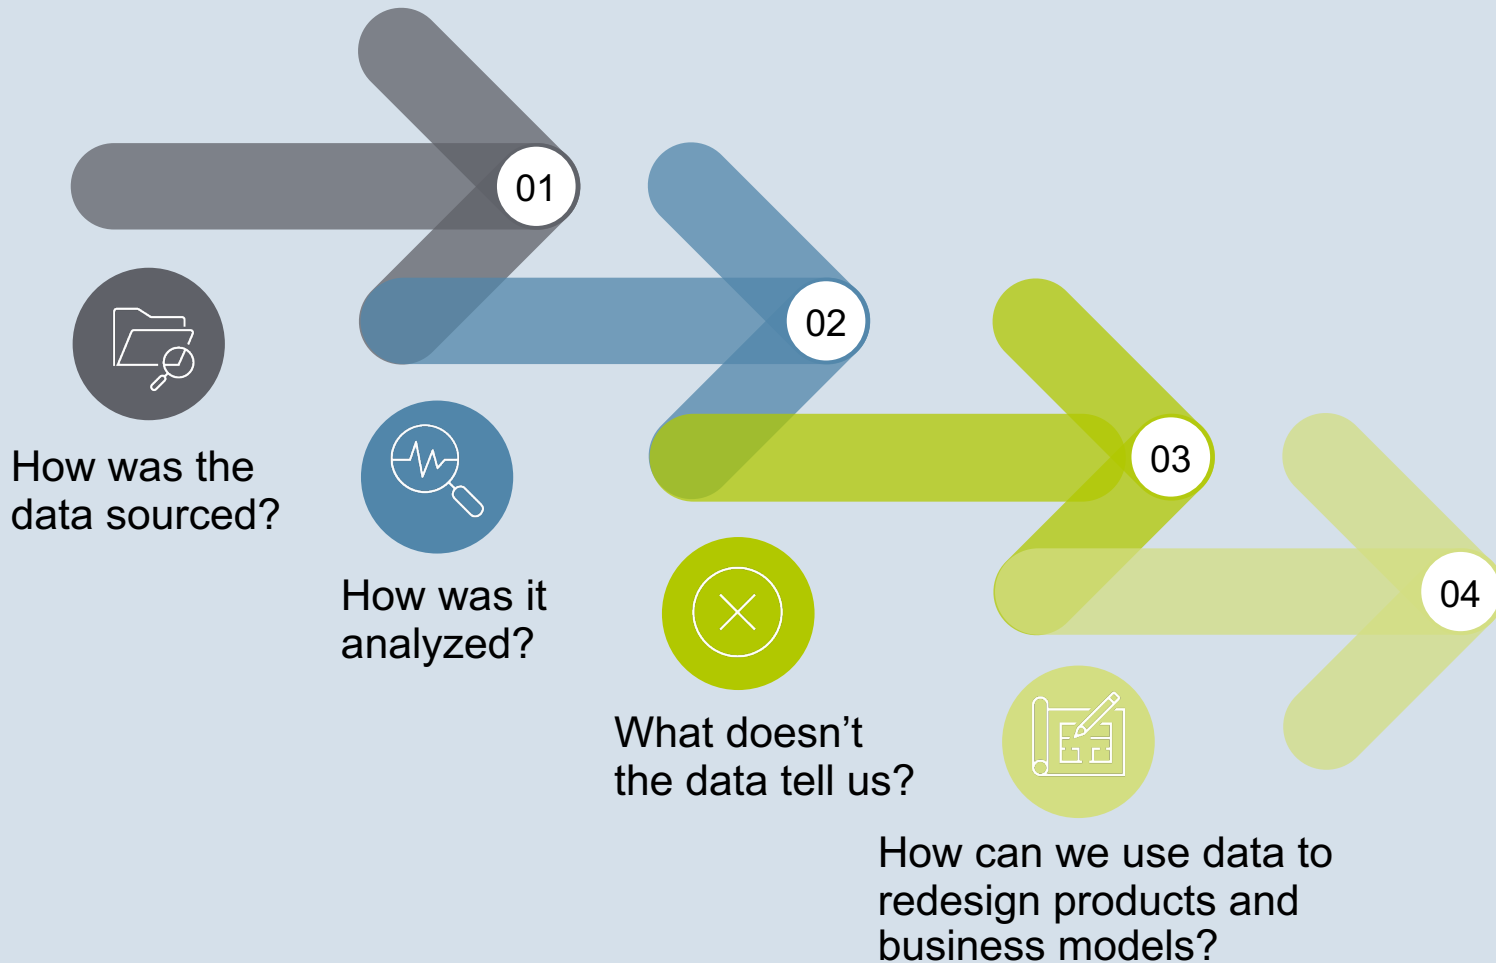 01
How was the
data sourced?
02
How was it
analyzed?
03
What doesn’t
the data tell us?
04
How can we use data to
redesign products and
business models?